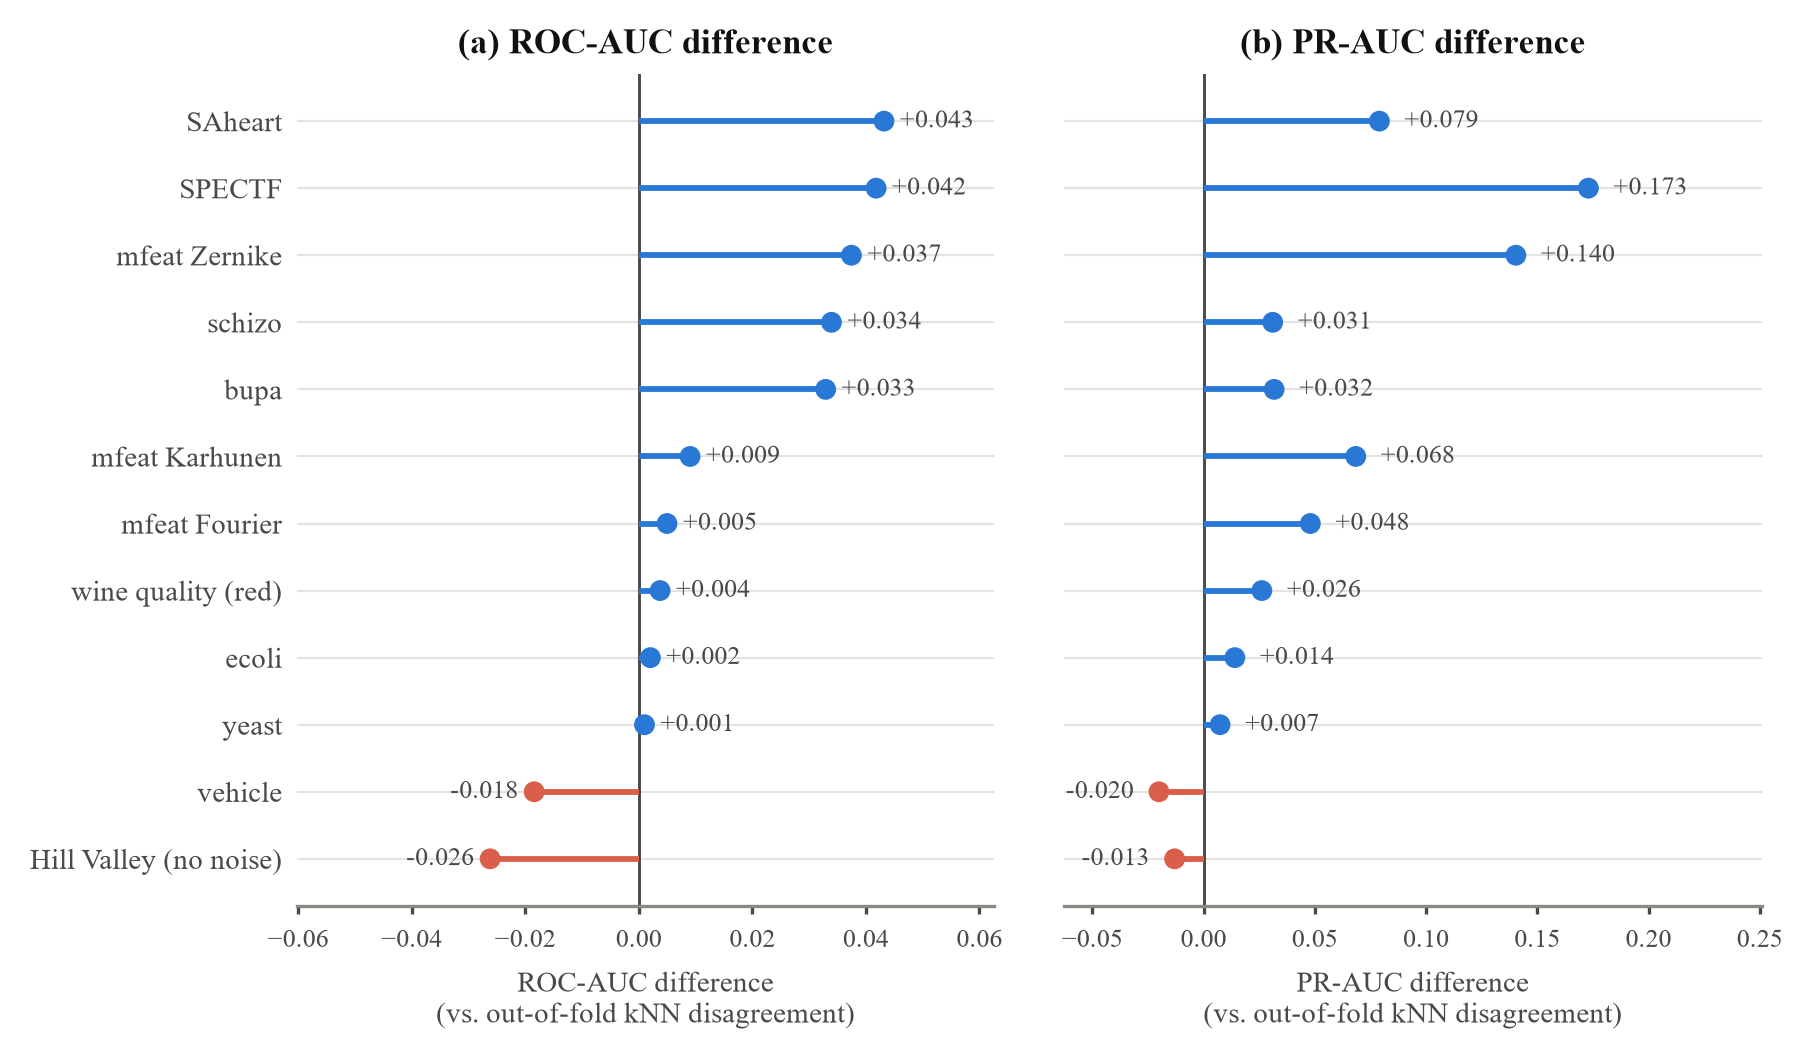 (a) ROC-AUC difference
(b) PR-AUC difference
SAheart +0.043 +0.079
SPECTF +0.042 +0.173
mfeat Zernike +0.037 +0.140
schizo +0.034 +0.031
bupa +0.033 +0.032
mfeat Karhunen +0.009 +0.068
mfeat Fourier +0.005 +0.048
wine quality (red) +0.004 +0.026
ecoli +0.002 +0.014
yeast +0.001 +0.007
vehicle -0.018 -0.020
Hill Valley (no noise) -0.026 -0.013
−0.06 −0.04 −0.02 0.00 0.02 0.04 0.06
−0.05 0.00 0.05 0.10 0.15 0.20 0.25
ROC-AUC difference
(vs. out-of-fold kNN disagreement)
PR-AUC difference
(vs. out-of-fold kNN disagreement)